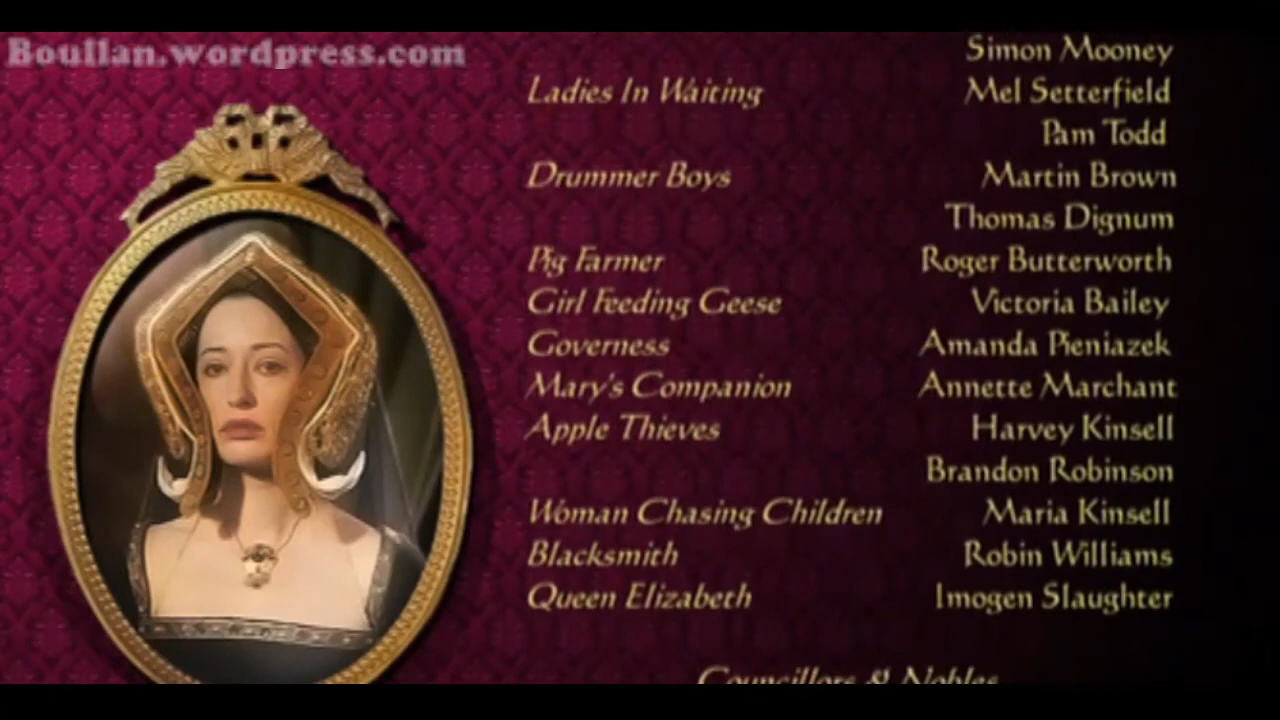 Boullan.wordpress.com
Simon Mooney
Ladies In Waiting Mel Setterfield
Pam Todd
Drummer Boys Martin Brown
Thomas Dignum
Pig Farmer Roger Butterworth
Girl Feeding Geese Victoria Bailey
Governess Amanda Pieniazek
Mary's Companion Annette Marchant
Apple Thieves Harvey Kinsell
Brandon Robinson
Woman Chasing Children Maria Kinsell
Blacksmith Robin Williams
Queen Elizabeth Imogen Slaughter
Councillors & Nobles